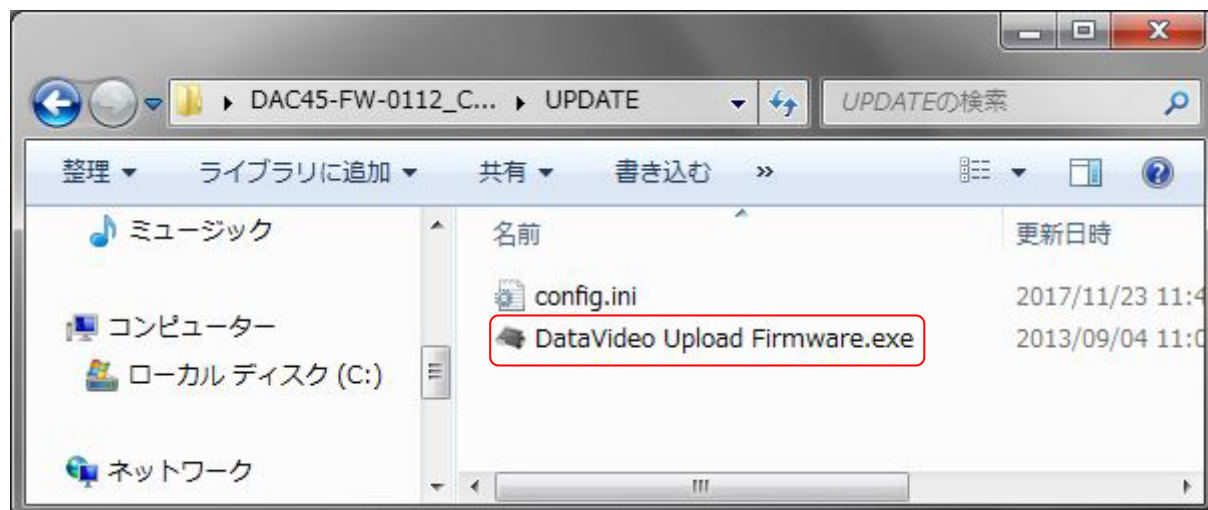 DAC45-FW-0112_C... UPDATE UPDATEの検索
整理 ライブラリに追加 共有 書き込む »
ミュージック 名前 更新日時
config.ini 2017/11/23 11:4
コンピューター
DataVideo Upload Firmware.exe 2013/09/04 11:0
ローカル ディスク (C:)
ネットワーク